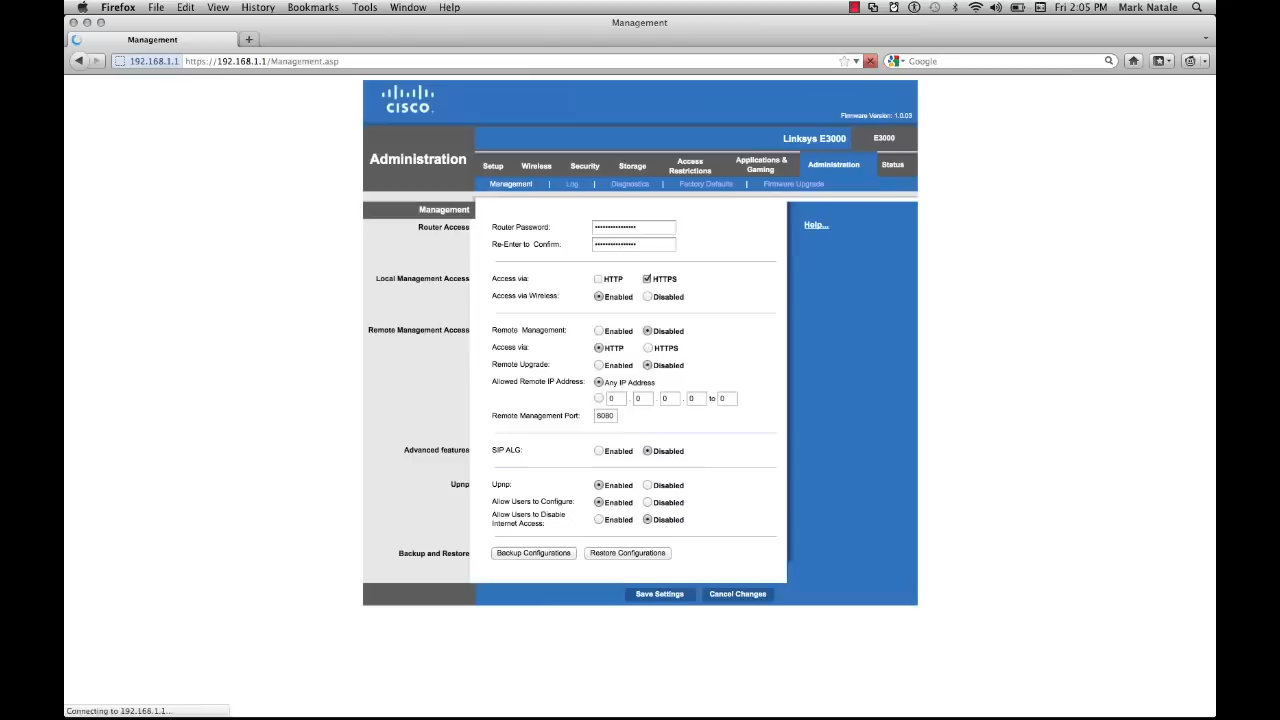 Firefox File Edit View History Bookmarks Tools Window Help Fri 2:05 PM Mark Natale
Management
Management
192.168.1.1 https://192.168.1.1/Management.asp Google
CISCO
Firmware Version: 1.0.03
Linksys E3000 E3000
Administration
Setup Wireless Security Storage Access Restrictions Applications & Gaming Administration Status
Management | Log | Diagnostics | Factory Defaults | Firmware Upgrade
Management
Help...
Router Access Router Password: ••••••••••••••••
Re-Enter to Confirm: ••••••••••••••••
Local Management Access Access via: HTTP HTTPS
Access via Wireless: Enabled Disabled
Remote Management Access Remote Management: Enabled Disabled
Access via: HTTP HTTPS
Remote Upgrade: Enabled Disabled
Allowed Remote IP Address: Any IP Address
0 . 0 . 0 . 0 to 0
Remote Management Port: 8080
Advanced features SIP ALG: Enabled Disabled
Upnp Upnp: Enabled Disabled
Allow Users to Configure: Enabled Disabled
Allow Users to Disable
Internet Access: Enabled Disabled
Backup and Restore Backup Configurations Restore Configurations
Save Settings Cancel Changes
Connecting to 192.168.1.1...